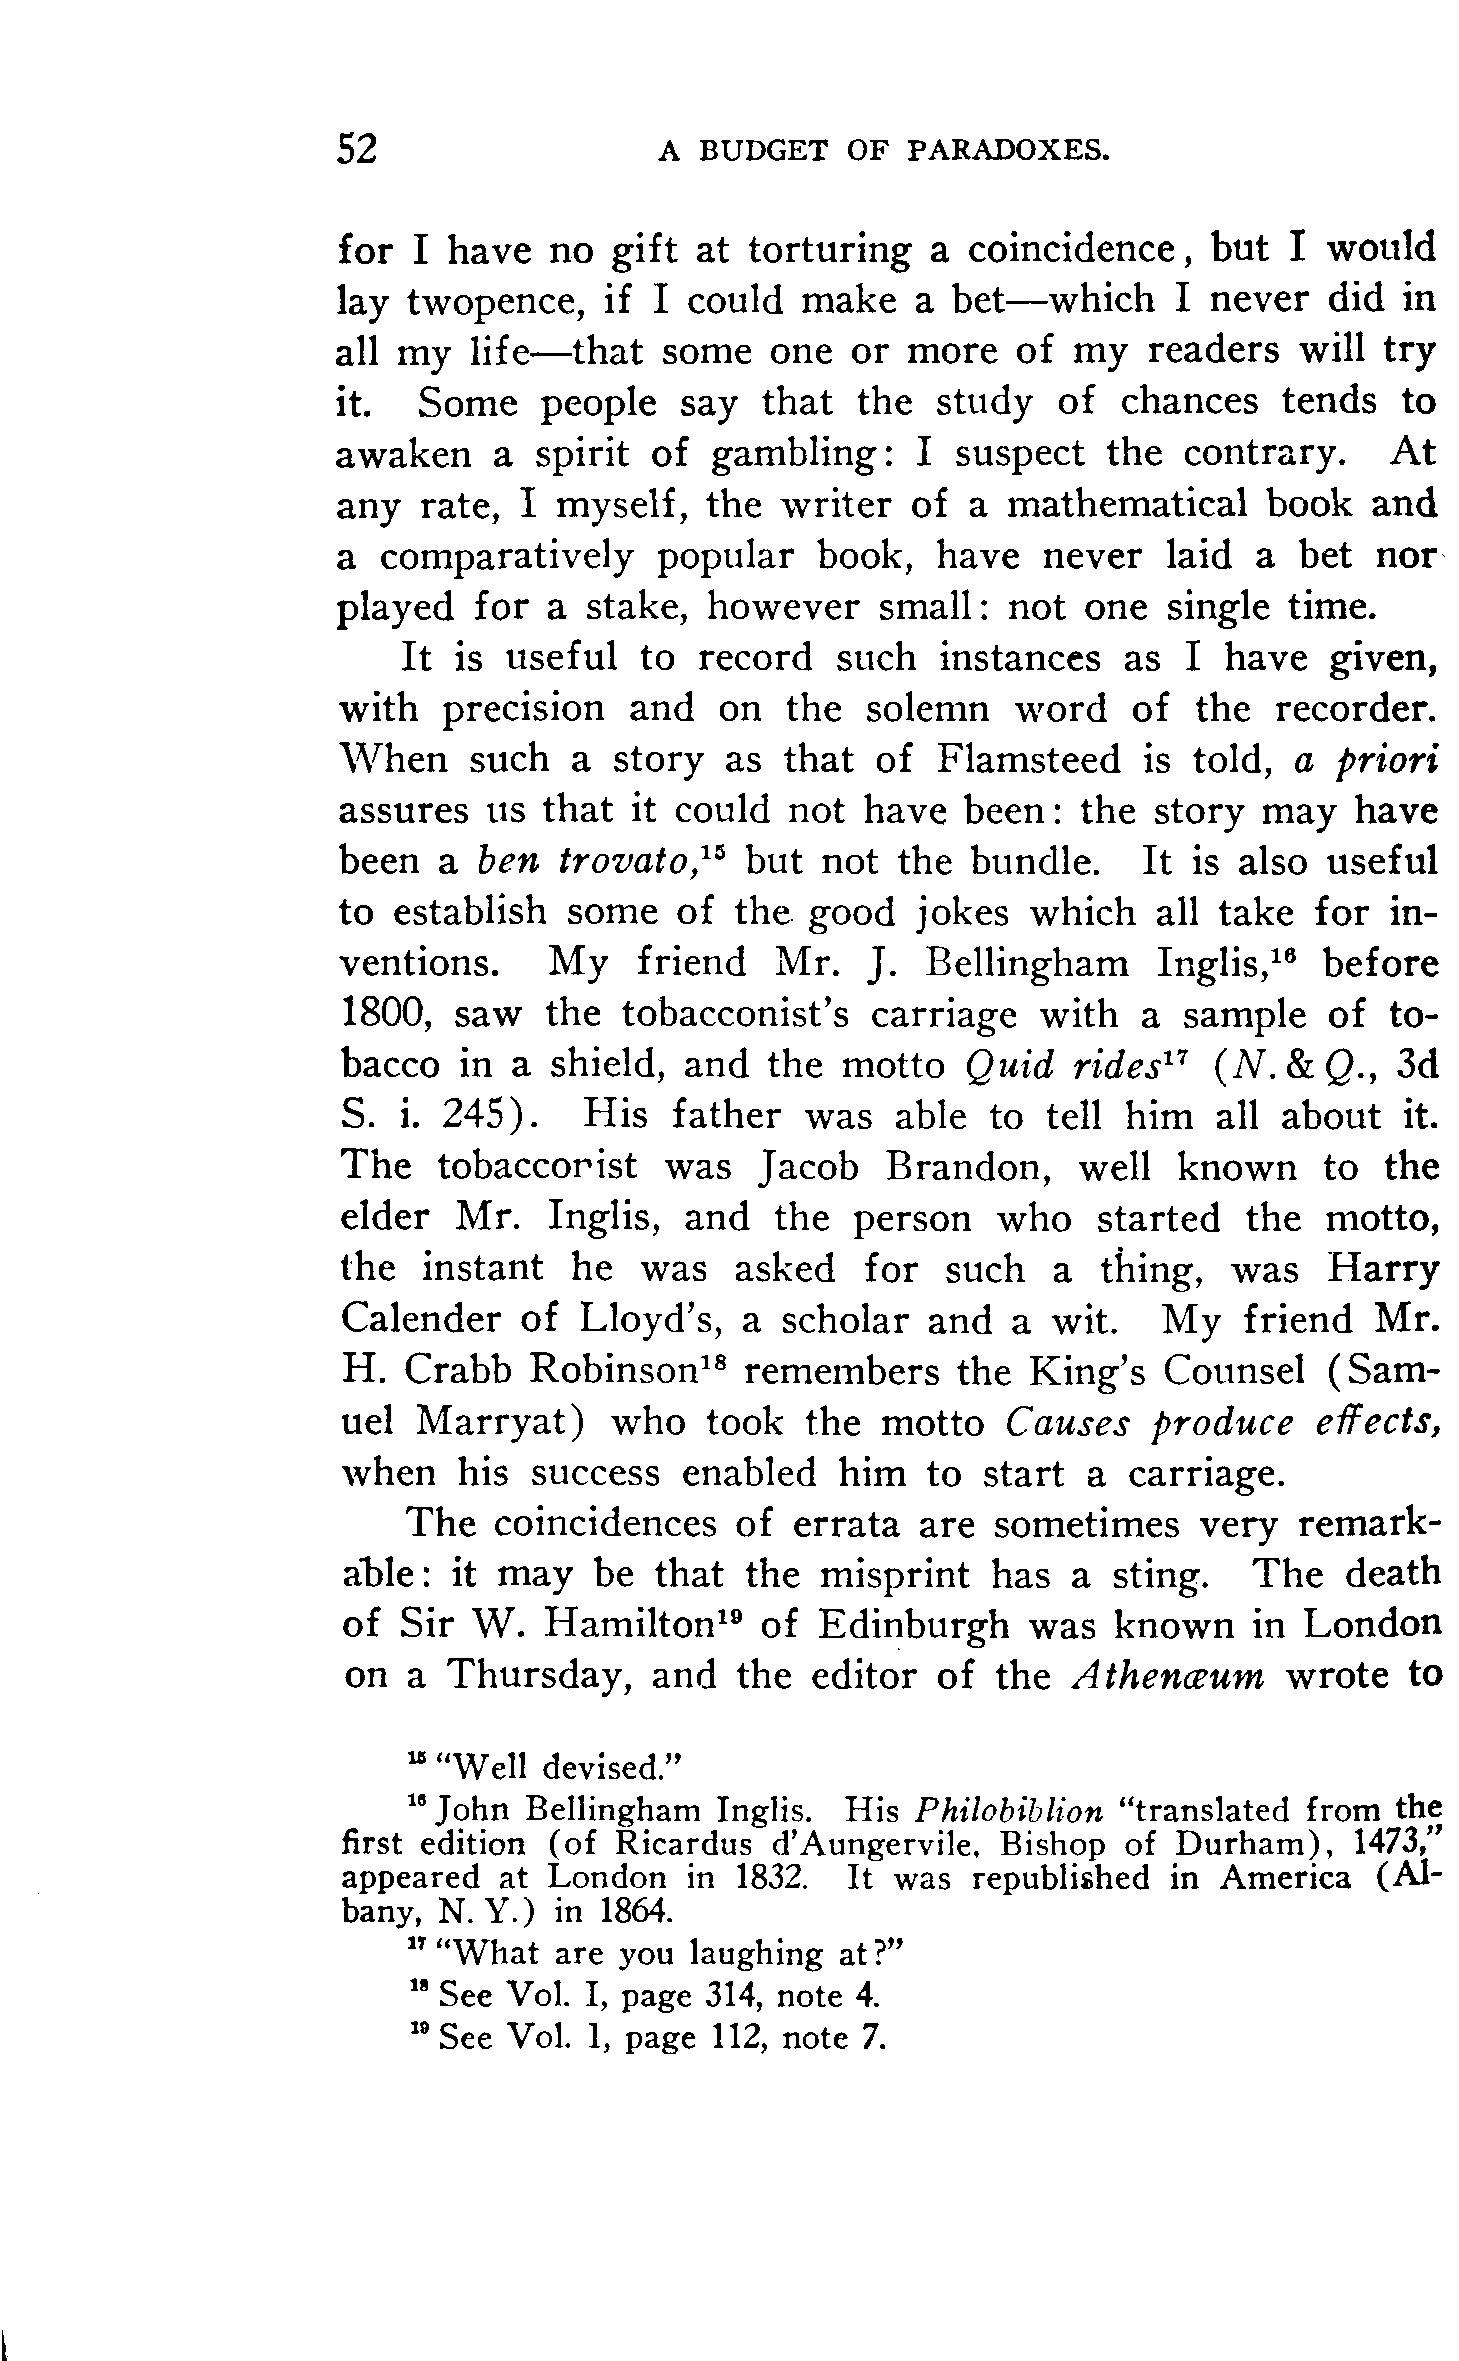 52 A BUDGET OF PARADOXES.
for I have no gift at torturing a coincidence, but I would
lay twopence, if I could make a bet—which I never did in
all my life—that some one or more of my readers will try
it. Some people say that the study of chances tends to
awaken a spirit of gambling: I suspect the contrary. At
any rate, I myself, the writer of a mathematical book and
a comparatively popular book, have never laid a bet nor
played for a stake, however small: not one single time.
It is useful to record such instances as I have given,
with precision and on the solemn word of the recorder.
When such a story as that of Flamsteed is told, a priori
assures us that it could not have been: the story may have
been a ben trovato,¹⁵ but not the bundle. It is also useful
to establish some of the good jokes which all take for in-
ventions. My friend Mr. J. Bellingham Inglis,¹⁶ before
1800, saw the tobacconist's carriage with a sample of to-
bacco in a shield, and the motto Quid rides¹⁷ (N. & Q., 3d
S. i. 245). His father was able to tell him all about it.
The tobacconist was Jacob Brandon, well known to the
elder Mr. Inglis, and the person who started the motto,
the instant he was asked for such a thing, was Harry
Calender of Lloyd's, a scholar and a wit. My friend Mr.
H. Crabb Robinson¹⁸ remembers the King's Counsel (Sam-
uel Marryat) who took the motto Causes produce effects,
when his success enabled him to start a carriage.
The coincidences of errata are sometimes very remark-
able: it may be that the misprint has a sting. The death
of Sir W. Hamilton¹⁹ of Edinburgh was known in London
on a Thursday, and the editor of the Athenæum wrote to
¹⁵ "Well devised."
¹⁶ John Bellingham Inglis. His Philobiblion "translated from the
first edition (of Ricardus d'Aungervile, Bishop of Durham), 1473,"
appeared at London in 1832. It was republished in America (Al-
bany, N. Y.) in 1864.
¹⁷ "What are you laughing at?"
¹⁸ See Vol. I, page 314, note 4.
¹⁹ See Vol. 1, page 112, note 7.